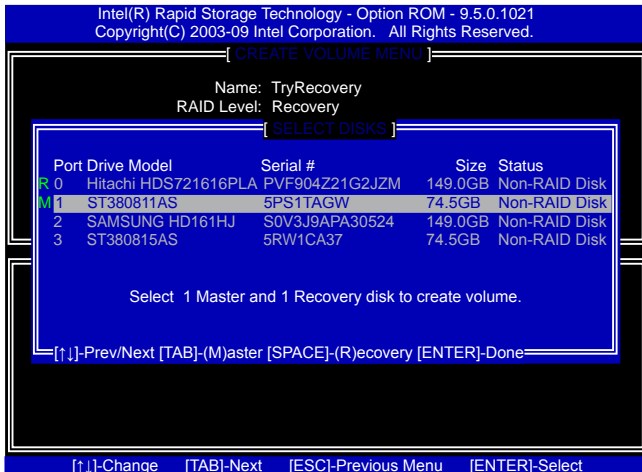 Intel(R) Rapid Storage Technology - Option ROM - 9.5.0.1021
Copyright(C) 2003-09 Intel Corporation. All Rights Reserved.
[ CREATE VOLUME MENU ]
Name: TryRecovery
RAID Level: Recovery
[ SELECT DISKS ]
Port Drive Model Serial # Size Status
R 0 Hitachi HDS721616PLA PVF904Z21G2JZM 149.0GB Non-RAID Disk
M 1 ST380811AS 5PS1TAGW 74.5GB Non-RAID Disk
2 SAMSUNG HD161HJ S0V3J9APA30524 149.0GB Non-RAID Disk
3 ST380815AS 5RW1CA37 74.5GB Non-RAID Disk
Select 1 Master and 1 Recovery disk to create volume.
[↑↓]-Prev/Next [TAB]-(M)aster [SPACE]-(R)ecovery [ENTER]-Done
[↑↓]-Change [TAB]-Next [ESC]-Previous Menu [ENTER]-Select